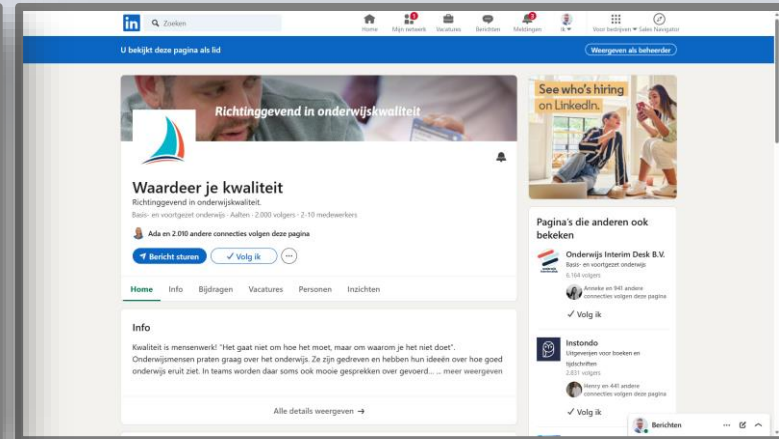 in
Zoeken
Home
Mijn netwerk
Vacatures
Berichten
Meldingen
Ik
Voor bedrijven
Sales Navigator
U bekijkt deze pagina als lid
Weergeven als beheerder
Richtinggevend in onderwijskwaliteit
Waardeer je kwaliteit
Richtinggevend in onderwijskwaliteit.
Basis- en voortgezet onderwijs · Aalten · 2.000 volgers · 2-10 medewerkers
Ada en 2.010 andere connecties volgen deze pagina
Bericht sturen
✓ Volg ik
Home Info Bijdragen Vacatures Personen Inzichten
Info
Kwaliteit is mensenwerk! "Het gaat niet om hoe het moet, maar om waarom je het niet doet".
Onderwijsmensen praten graag over het onderwijs. Ze zijn gedreven en hebben hun ideeën over hoe goed
onderwijs eruit ziet. In teams worden daar soms ook mooie gesprekken over gevoerd... ... meer weergeven
Alle details weergeven →
See who's hiring
on LinkedIn.
Pagina's die anderen ook
bekeken
Onderwijs Interim Desk B.V.
Basis- en voortgezet onderwijs
6.164 volgers
Anneke en 941 andere
connecties volgen deze pagina
✓ Volg ik
Instondo
Uitgeverijen voor boeken en
tijdschriften
2.831 volgers
Hency en 441 andere
connecties volgen deze pagina
✓ Volg ik
Berichten